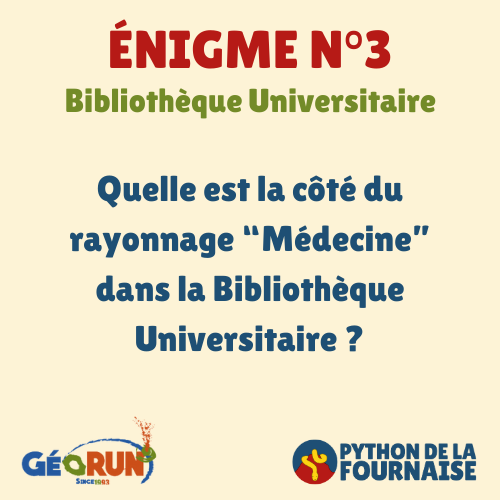 ÉNIGME N°3
Bibliothèque Universitaire
Quelle est la côté du
rayonnage “Médecine”
dans la Bibliothèque
Universitaire ?
GÉORUN
SINCE1993
PYTHON DE LA
FOURNAISE